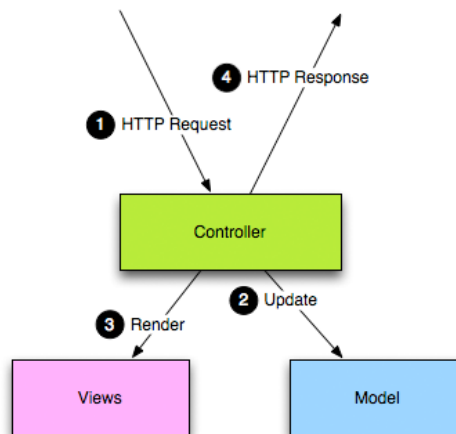 4 HTTP Response
1 HTTP Request
Controller
2 Update
3 Render
Views
Model